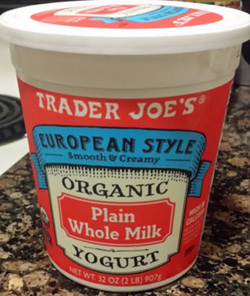 TRADER JOE'S®
EUROPEAN STYLE
Smooth & Creamy
ORGANIC
Plain
Whole Milk
YOGURT
NET WT. 32 OZ (2 LB) 907g